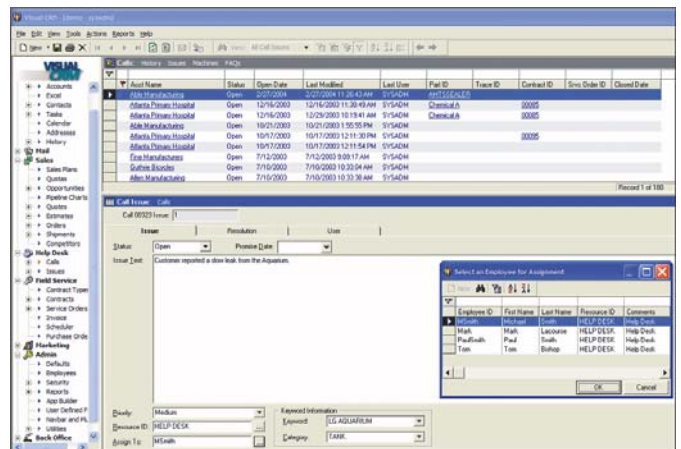 Visual CRM - [demo - sysadm]
File Edit View Tools Actions Reports Help
New
VISUAL
CRM
Accounts
Excel
Contacts
Tasks
Calendar
Addresses
History
Mail
Sales
Sales Plans
Quotas
Opportunities
Pipeline Charts
Quotes
Estimates
Orders
Shipments
Competitors
Help Desk
Calls
Issues
Field Service
Contract Types
Contracts
Service Orders
Invoice
Scheduler
Purchase Orde
Marketing
Admin
Defaults
Employees
Security
Reports
App Builder
User Defined F
Navbar and Pl
Utilities
Back Office
Calls History Issues Machines FAQs
Acct Name Status Open Date Last Modified Last User Part ID Trace ID Contract ID Srvc Order ID Closed Date
Able Manufacturing Open 2/27/2004 2/27/2004 11:26:43 AM SYSADM AHTSSEALER
Atlanta Primary Hospital Open 12/16/2003 12/16/2003 11:30:49 AM SYSADM Chemical A 00085
Atlanta Primary Hospital Open 12/16/2003 12/29/2003 10:19:41 AM SYSADM Chemical A 00085
Able Manufacturing Open 10/21/2003 10/21/2003 1:55:55 PM SYSADM
Atlanta Primary Hospital Open 10/17/2003 10/17/2003 12:11:30 PM SYSADM 00085
Atlanta Primary Hospital Open 10/17/2003 10/17/2003 12:11:54 PM SYSADM
Fine Manufacturers Open 7/12/2003 7/12/2003 9:09:17 AM SYSADM
Guthrie Bicycles Open 7/10/2003 7/10/2003 10:33:04 AM SYSADM
Allen Manufacturing Open 7/10/2003 7/10/2003 10:33:38 AM SYSADM
Record 1 of 100
Call Issue: Calls
Call 00323 Issue: 1
Issue Resolution User
Status: Open Promise Date:
Issue Text: Customer reported a slow leak from the Aquarium.
Select an Employee for Assignment
New
Employee ID First Name Last Name Resource ID Comments
MSmith Michael Smith HELP DESK Help Desk
Mark Mark Lacourse HELP DESK Help Desk
PaulSmith Paul Smith HELP DESK Help Desk
Tom Tom Bishop HELP DESK Help Desk
OK Cancel
Priority: Medium
Resource ID: HELP DESK
Assign To: MSmith
Keyword Information
Keyword: LG AQUARIUM
Category: TANK